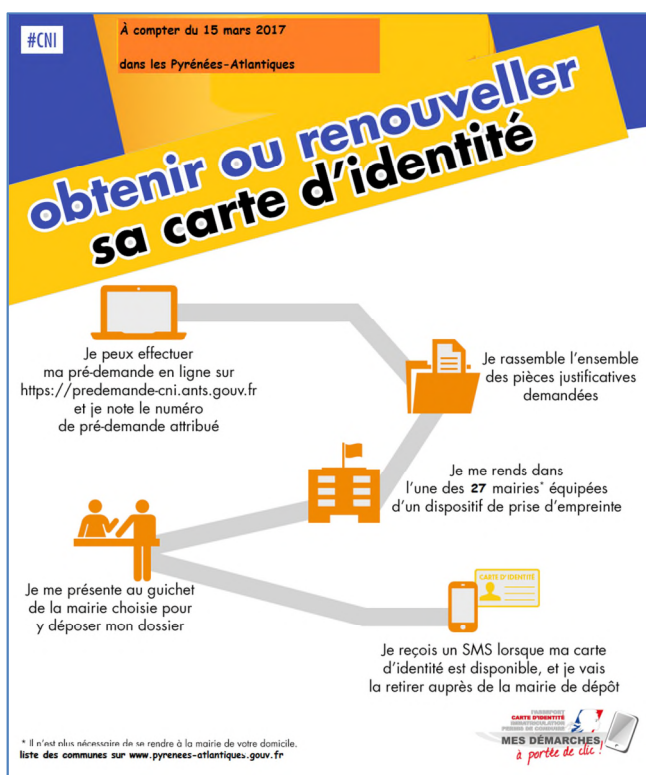 #CNI
À compter du 15 mars 2017
dans les Pyrénées-Atlantiques
obtenir ou renouveller
sa carte d'identité
Je peux effectuer
ma pré-demande en ligne sur
https://predemande-cni.ants.gouv.fr
et je note le numéro
de pré-demande attribué
Je rassemble l'ensemble
des pièces justificatives
demandées
Je me rends dans
l'une des 27 mairies* équipées
d'un dispositif de prise d'empreinte
Je me présente au guichet
de la mairie choisie pour
y déposer mon dossier
CARTE D'IDENTITÉ
Je reçois un SMS lorsque ma carte
d'identité est disponible, et je vais
la retirer auprès de la mairie de dépôt
* Il n'est plus nécessaire de se rendre à la mairie de votre domicile,
liste des communes sur www.pyrenees-atlantiques.gouv.fr
PASSEPORT
CARTE D'IDENTITÉ
IMMATRICULATION
PERMIS DE CONDUIRE
MES DÉMARCHES
à portée de clic !